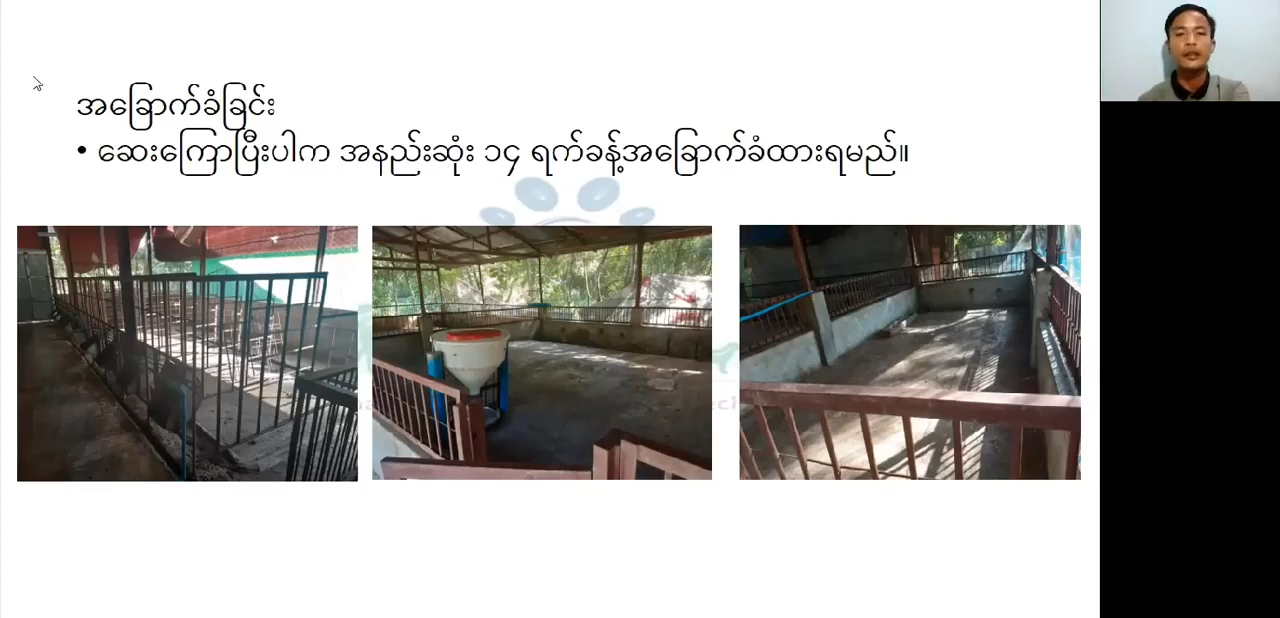 အခြောက်ခံခြင်း
• ဆေးကြောပြီးပါက အနည်းဆုံး ၁၄ ရက်ခန့်အခြောက်ခံထားရမည်။